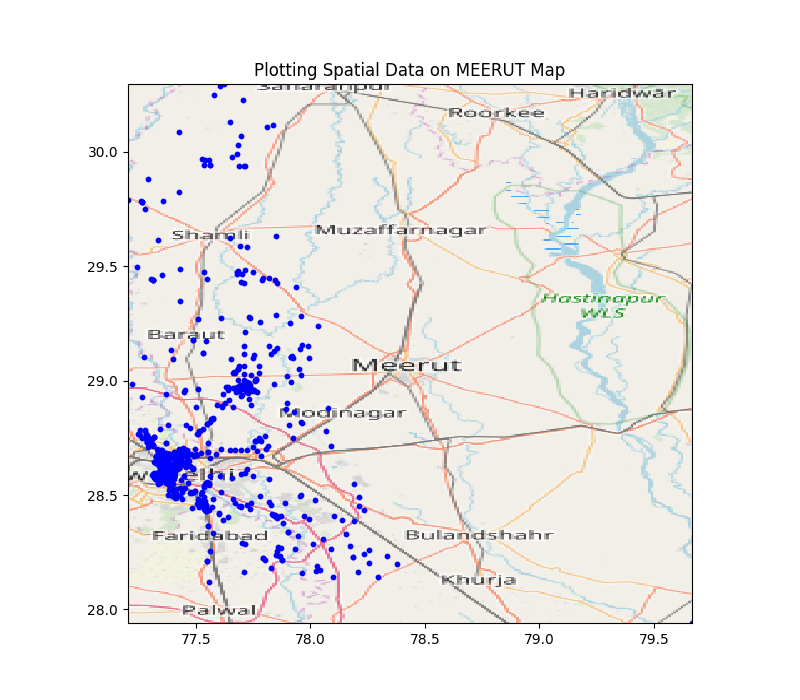 Plotting Spatial Data on MEERUT Map
Saharanpur
Haridwār
Roorkee
30.0
Shamli
Muzaffarnagar
29.5
Hastinapur
WLS
Baraut
Meerut
29.0
Modinagar
28.5
Faridabad
Bulandshahr
Khurja
28.0
Palwal
77.5 78.0 78.5 79.0 79.5